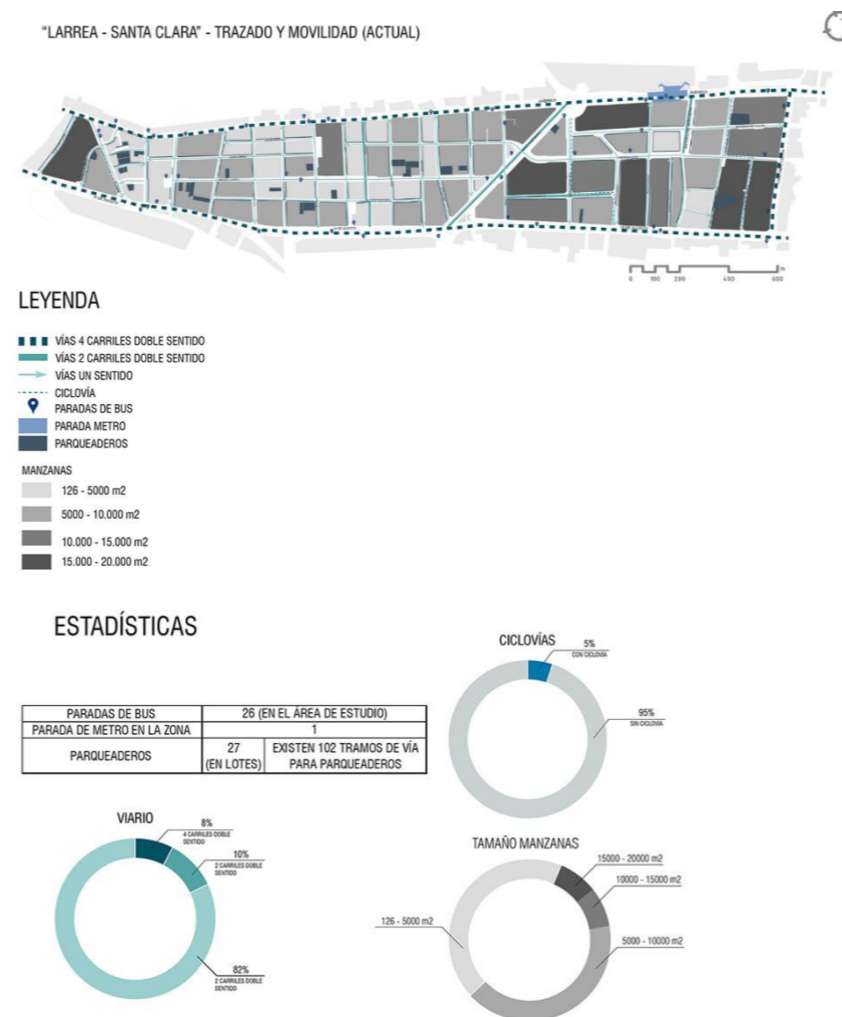 "LARREA - SANTA CLARA" - TRAZADO Y MOVILIDAD (ACTUAL)
0 100 200 400 600 m
LEYENDA
VÍAS 4 CARRILES DOBLE SENTIDO
VÍAS 2 CARRILES DOBLE SENTIDO
VÍAS UN SENTIDO
CICLOVÍA
PARADAS DE BUS
PARADA METRO
PARQUEADEROS
MANZANAS
126 - 5000 m2
5000 - 10.000 m2
10.000 - 15.000 m2
15.000 - 20.000 m2
ESTADÍSTICAS
PARADAS DE BUS 26 (EN EL ÁREA DE ESTUDIO)
PARADA DE METRO EN LA ZONA 1
PARQUEADEROS 27 (EN LOTES) EXISTEN 102 TRAMOS DE VÍA PARA PARQUEADEROS
CICLOVÍAS
5%
CON CICLOVIA
95%
SIN CICLOVIA
VIARIO
8%
4 CARRILES DOBLE
SENTIDO
10%
2 CARRILES DOBLE
SENTIDO
82%
2 CARRILES DOBLE
SENTIDO
TAMAÑO MANZANAS
15000 - 20000 m2
10000 - 15000 m2
126 - 5000 m2
5000 - 10000 m2